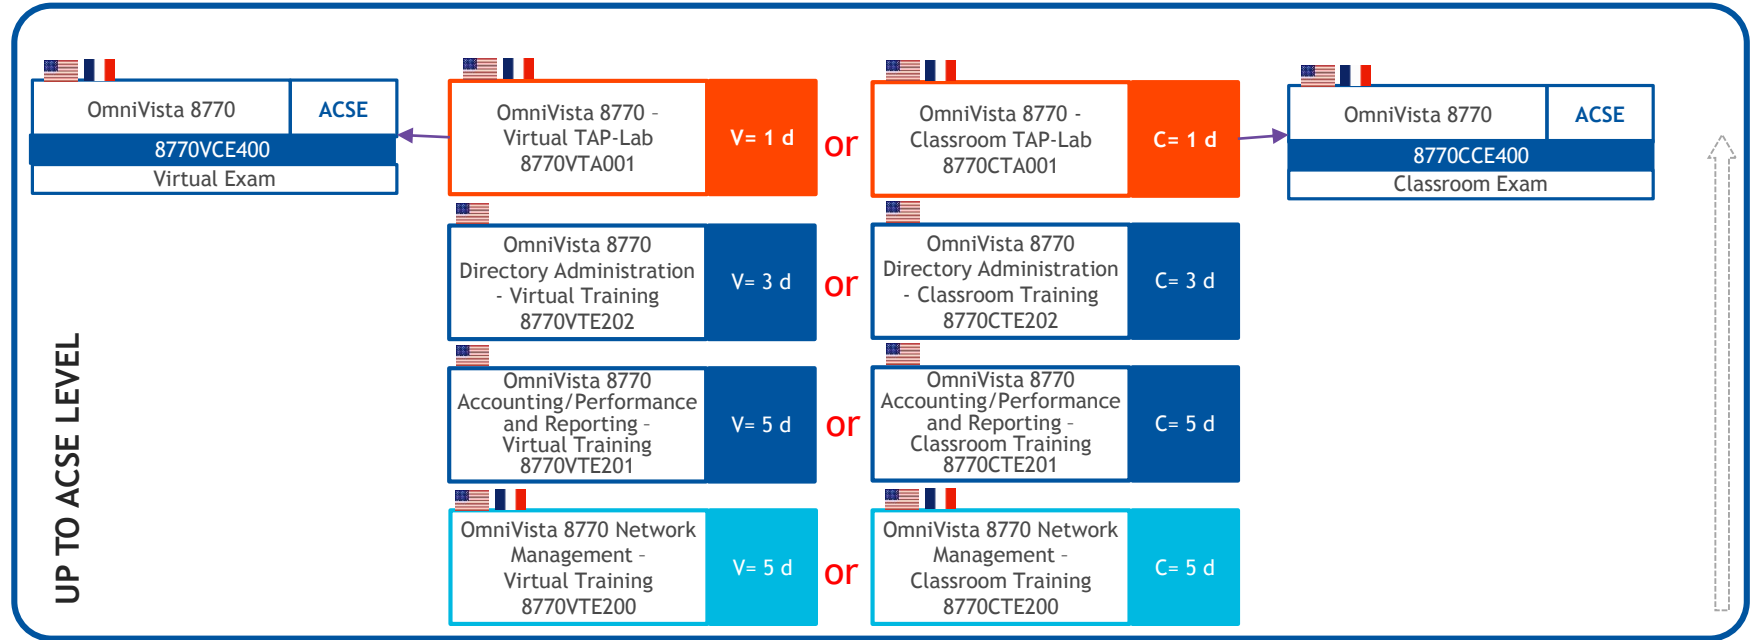 OmniVista 8770
ACSE
8770VCE400
Virtual Exam
OmniVista 8770 –
Virtual TAP-Lab
8770VTA001
V= 1 d
or
OmniVista 8770 -
Classroom TAP-Lab
8770CTA001
C= 1 d
OmniVista 8770
ACSE
8770CCE400
Classroom Exam
OmniVista 8770
Directory Administration
- Virtual Training
8770VTE202
V= 3 d
or
OmniVista 8770
Directory Administration
- Classroom Training
8770CTE202
C= 3 d
OmniVista 8770
Accounting/Performance
and Reporting –
Virtual Training
8770VTE201
V= 5 d
or
OmniVista 8770
Accounting/Performance
and Reporting –
Classroom Training
8770CTE201
C= 5 d
OmniVista 8770 Network
Management –
Virtual Training
8770VTE200
V= 5 d
or
OmniVista 8770 Network
Management –
Classroom Training
8770CTE200
C= 5 d
UP TO ACSE LEVEL